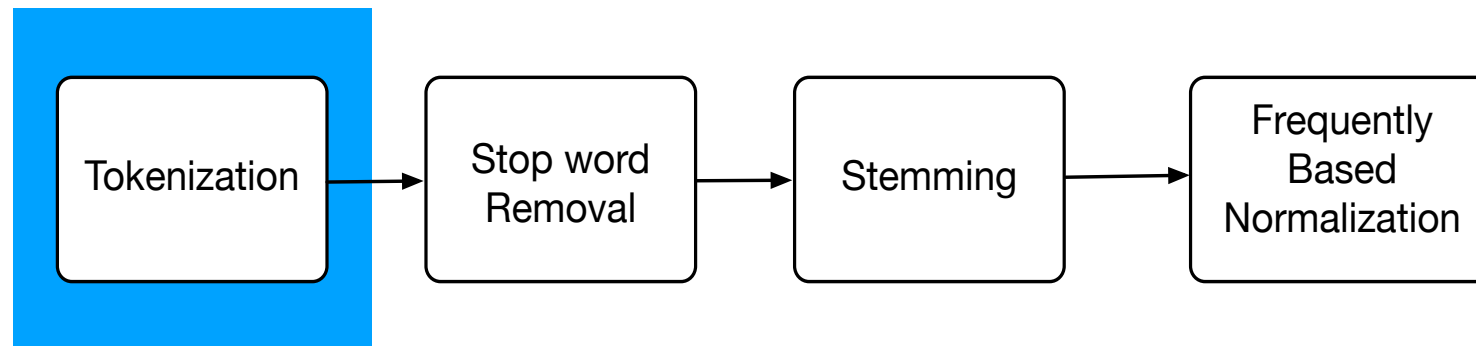 Tokenization
Stop word
Removal
Stemming
Frequently
Based
Normalization